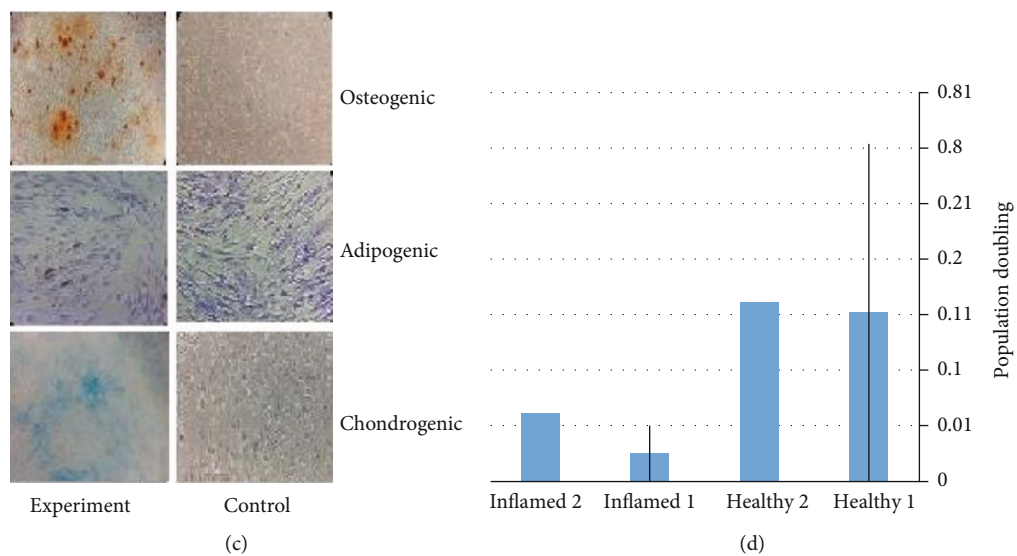 Osteogenic
Adipogenic
Chondrogenic
Experiment Control
(c)
0.81
0.8
0.21
0.2
0.11
0.1
0.01
0
Population doubling
Inflamed 2 Inflamed 1 Healthy 2 Healthy 1
(d)